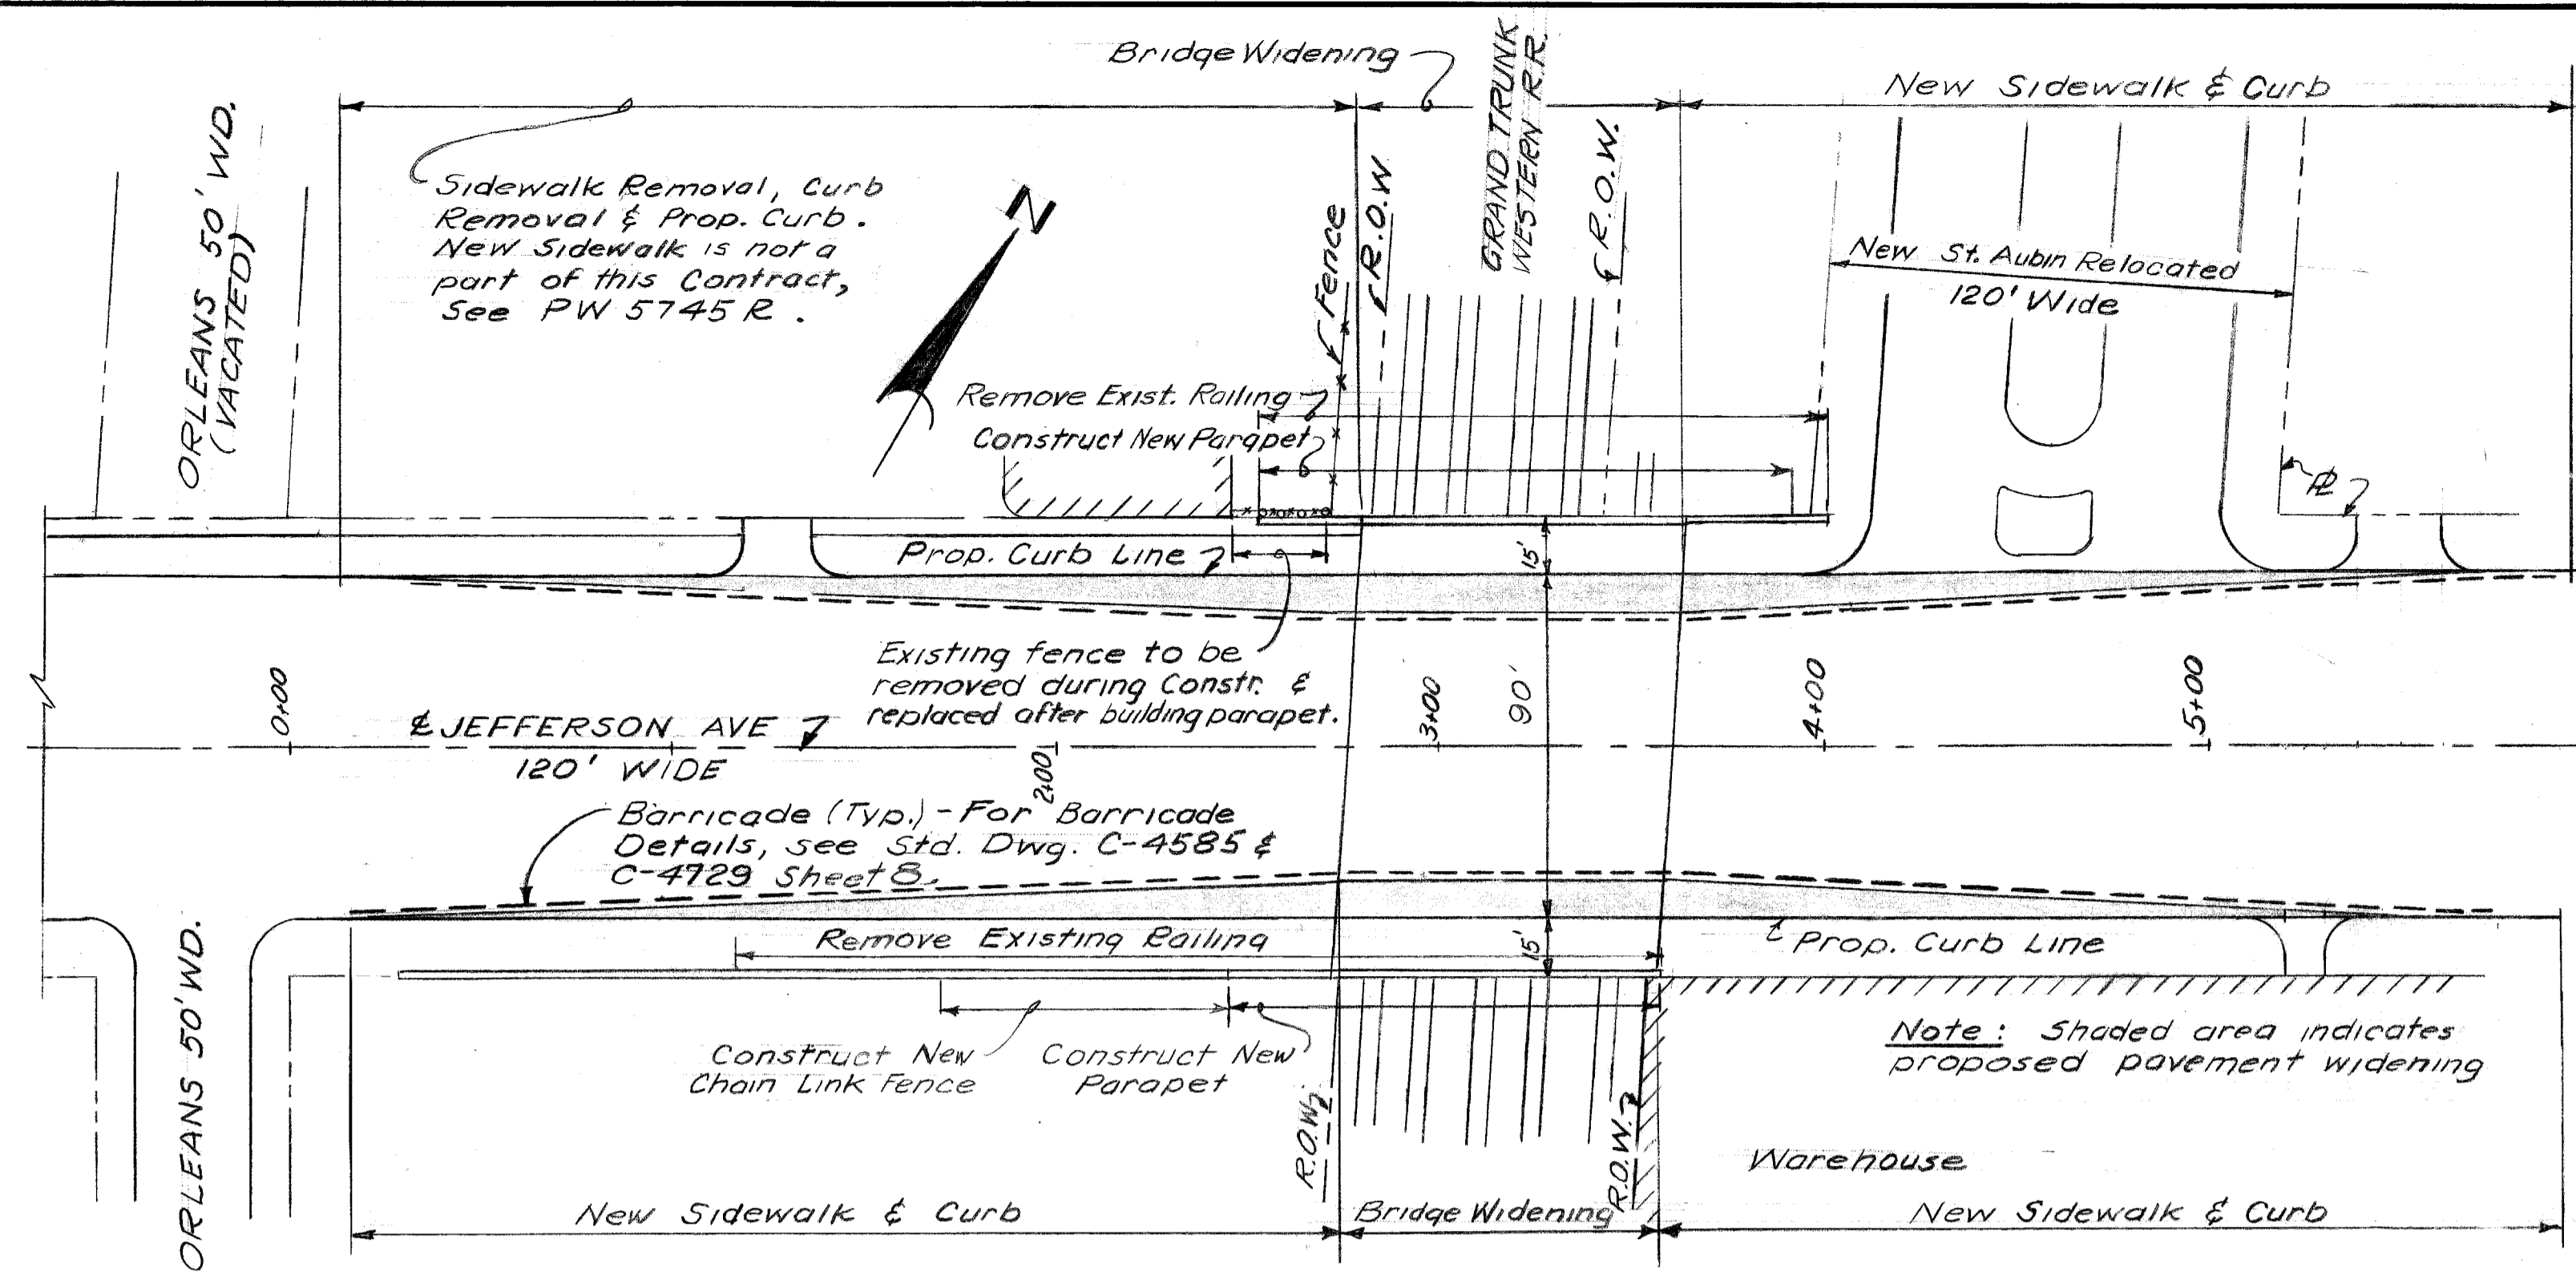 Bridge Widening
GRAND TRUNK
WESTERN R.R.
New Sidewalk & Curb
ORLEANS 50' WD.
(VACATED)
Sidewalk Removal, Curb
Removal & Prop. Curb.
New Sidewalk is not a
part of this Contract,
See PW 5745 R.
N
Fence
R.O.W
R.O.W.
New St. Aubin Relocated
120' Wide
Remove Exist. Railing
Construct New Parapet
PL
Prop. Curb Line
15'
Existing fence to be
removed during Constr. &
replaced after building parapet.
0+00
2+00
3+00
90'
4+00
5+00
℄ JEFFERSON AVE
120' WIDE
Barricade (Typ.) - For Barricade
Details, see Std. Dwg. C-4585 &
C-4729 Sheet 8
Remove Existing Railing
15'
Prop. Curb Line
ORLEANS 50' WD.
Construct New
Chain Link Fence
Construct New
Parapet
Note: Shaded area indicates
proposed pavement widening
R.O.W.
R.O.W.
Warehouse
New Sidewalk & Curb
Bridge Widening
New Sidewalk & Curb